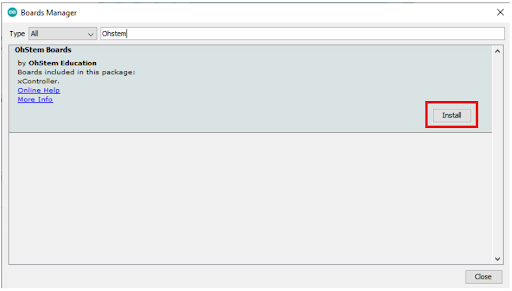 Boards Manager
Type All Ohstem
OhStem Boards
by OhStem Education
Boards included in this package:
xController.
Online Help
More Info
Install
Close